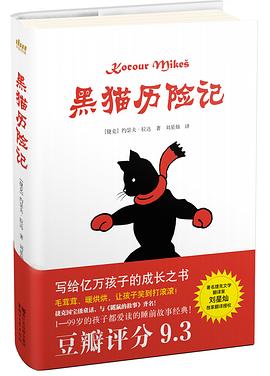 Kocour Mikeš
黑猫历险记
[捷克] 约瑟夫·拉达 著 刘星灿 译
写给亿万孩子的成长之书
毛茸茸、暖烘烘，让孩子笑到打滚滚！
捷克国宝级童话，与《鼹鼠的故事》齐名！
1—99岁的孩子都爱读的睡前故事经典！
豆瓣评分 9.3
著名捷克文学
翻译家
刘星灿
独家翻译授权
黑猫历险记